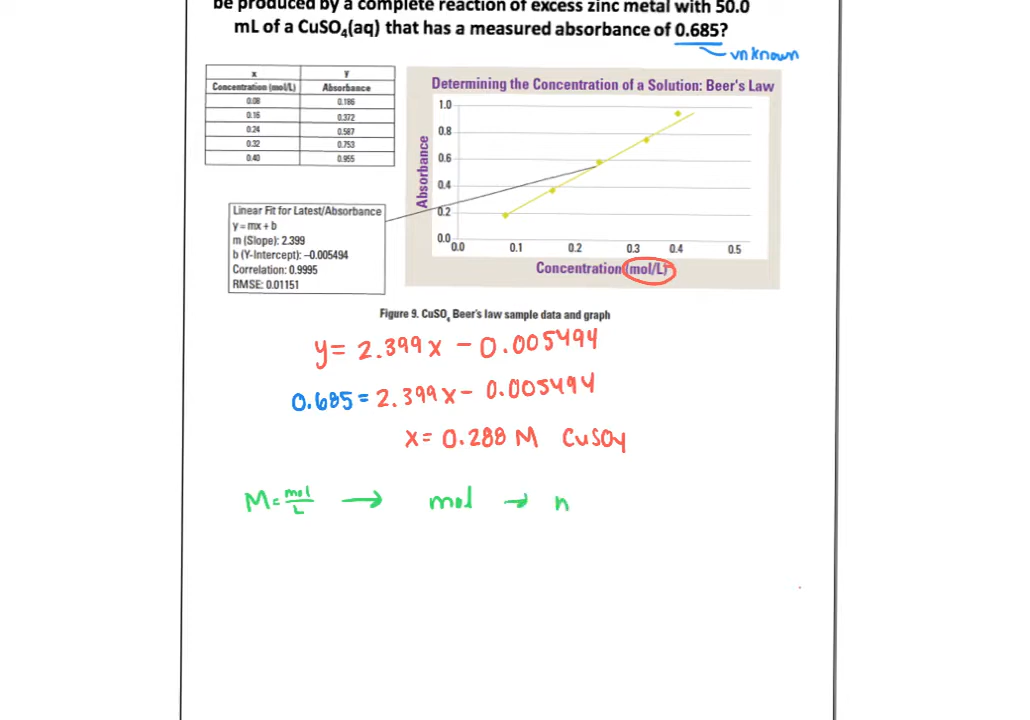 be produced by a complete reaction of excess zinc metal with 50.0
mL of a CuSO₄(aq) that has a measured absorbance of 0.685?
unknown
x y
Concentration (mol/L) Absorbance
0.08 0.186
0.16 0.372
0.24 0.587
0.32 0.753
0.40 0.955
Determining the Concentration of a Solution: Beer's Law
1.0
0.8
0.6
0.4
0.2
0.0
Absorbance
0.0 0.1 0.2 0.3 0.4 0.5
Concentration (mol/L)
Linear Fit for Latest/Absorbance
y = mx + b
m (Slope): 2.399
b (Y-Intercept): –0.005494
Correlation: 0.9995
RMSE: 0.01151
Figure 9. CuSO₄ Beer's law sample data and graph
y = 2.399x - 0.005494
0.685 = 2.399x - 0.005494
x = 0.288 M CuSO4
M = mol/L → mol → n